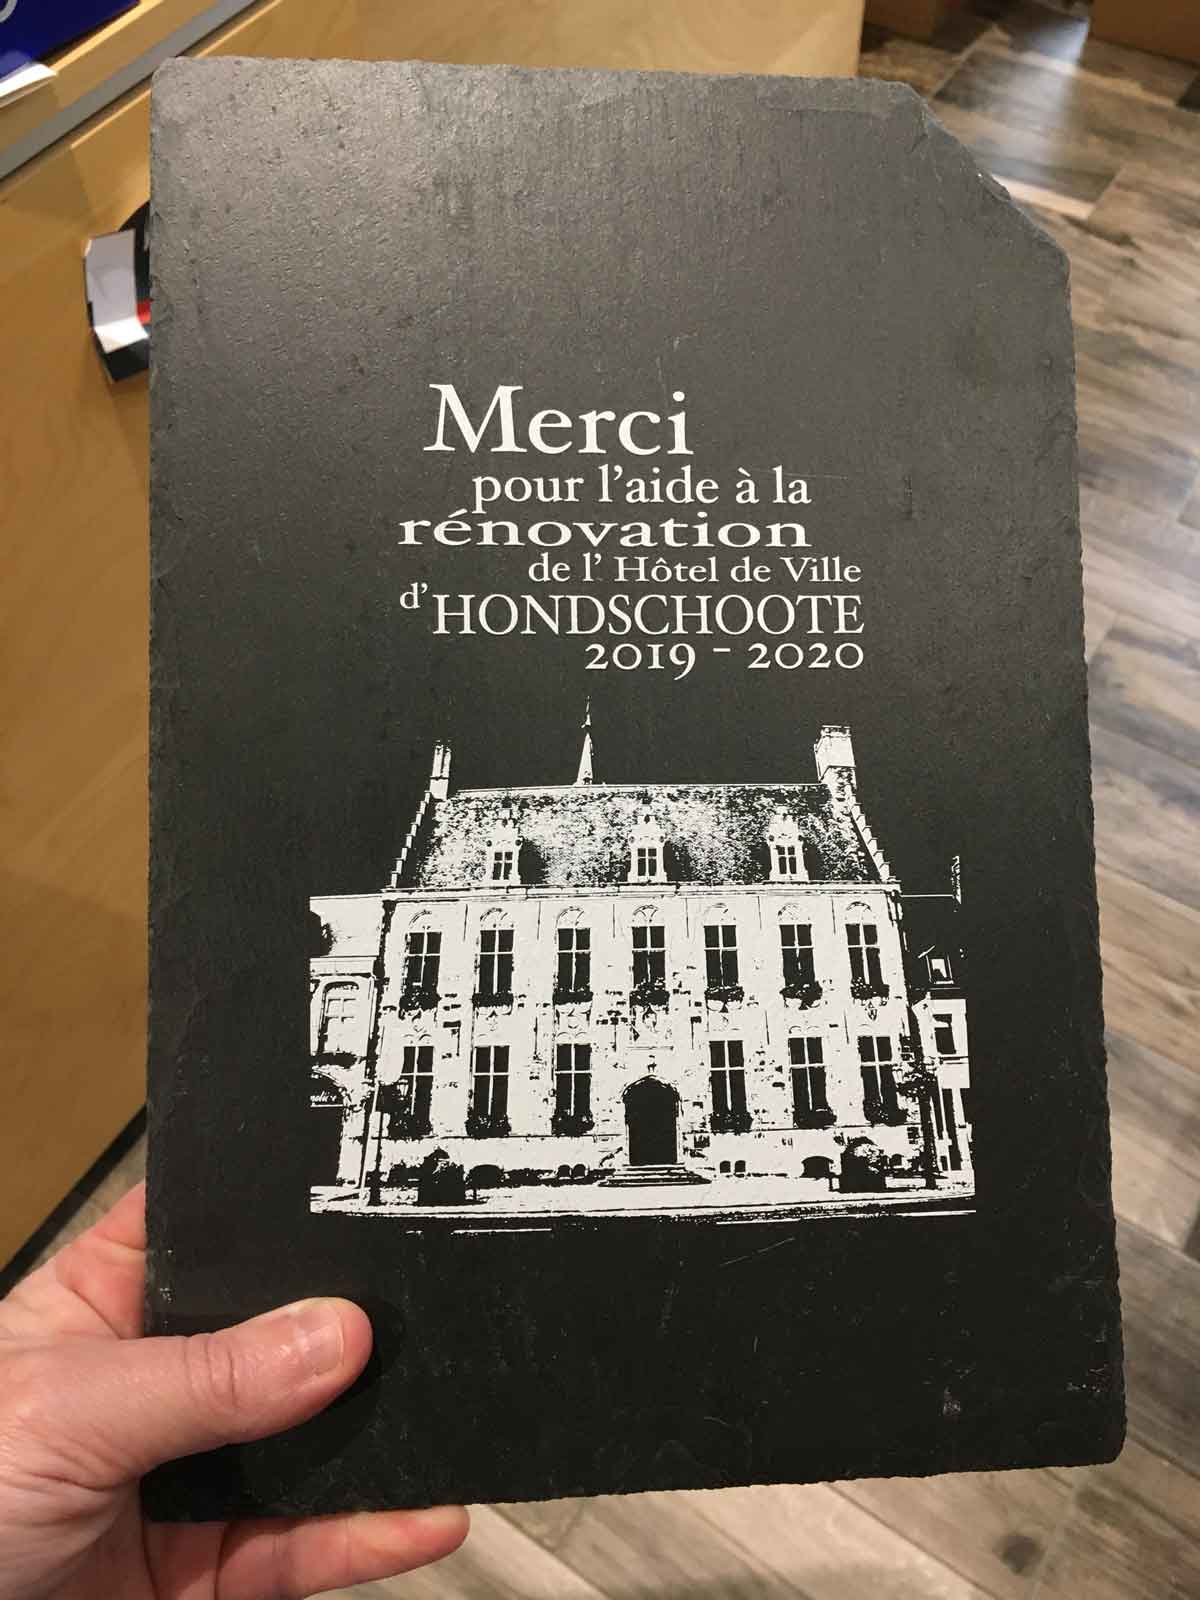 Merci
pour l'aide à la
rénovation
de l' Hôtel de Ville
d'HONDSCHOOTE
2019 - 2020